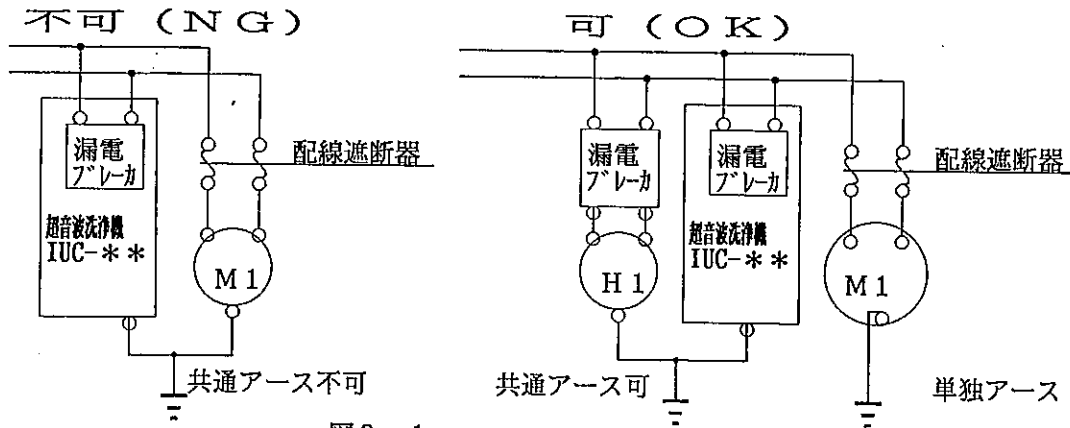 不可(NG)
漏電
ブレーカ
配線遮断器
超音波洗浄機
IUC-**
M1
共通アース不可
可(OK)
漏電
ブレーカ
漏電
ブレーカ
配線遮断器
超音波洗浄機
IUC-**
H1
M1
共通アース可
単独アース